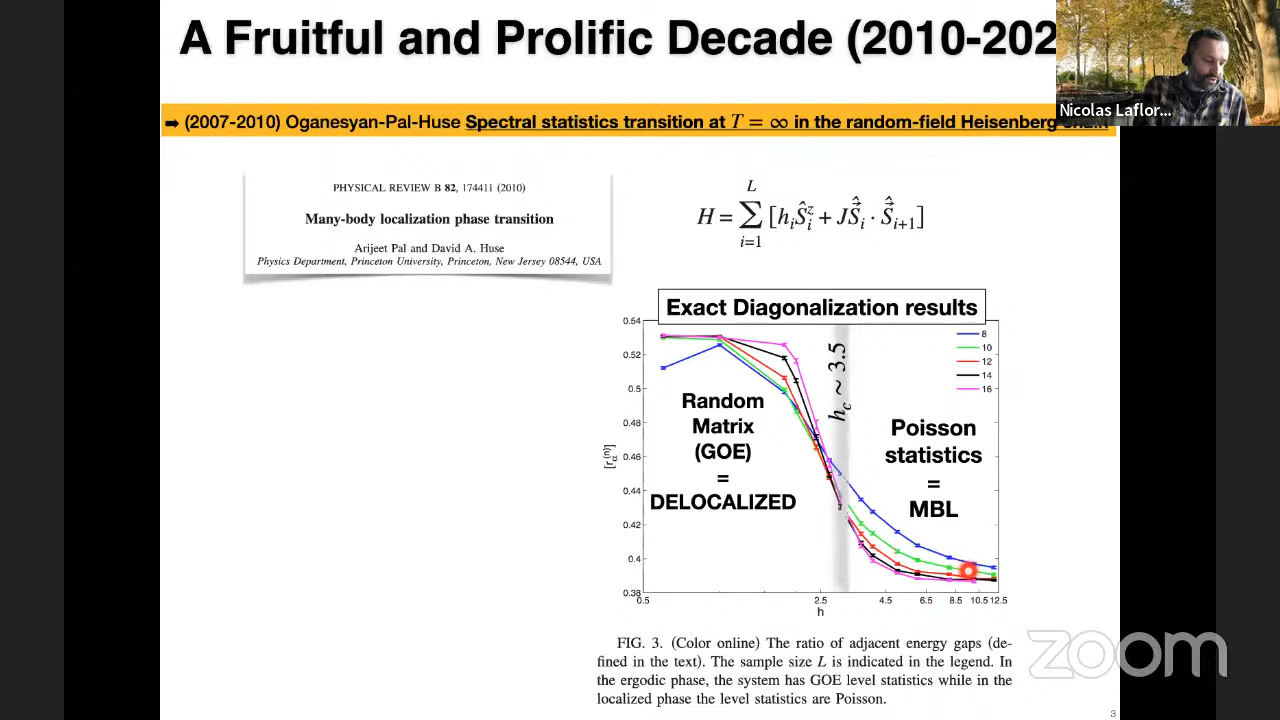 A Fruitful and Prolific Decade (2010-202
Nicolas Laflor...
➡ (2007-2010) Oganesyan-Pal-Huse Spectral statistics transition at T = ∞ in the random-field Heisenberg chain
PHYSICAL REVIEW B 82, 174411 (2010)
Many-body localization phase transition
Arijeet Pal and David A. Huse
Physics Department, Princeton University, Princeton, New Jersey 08544, USA
H = ∑_{i=1}^{L} [h_i Ŝ_i^z + J \hat{\vec{S}}_i · \hat{\vec{S}}_{i+1}]
Exact Diagonalization results
0.54
0.52
0.5
0.48
0.46
0.44
0.42
0.4
0.38
[r_α^{(n)}]
8
10
12
14
16
h_c ~ 3.5
Random
Matrix
(GOE)
=
DELOCALIZED
Poisson
statistics
=
MBL
0.5 2.5 4.5 6.5 8.5 10.5 12.5
h
FIG. 3. (Color online) The ratio of adjacent energy gaps (de-
fined in the text). The sample size L is indicated in the legend. In
the ergodic phase, the system has GOE level statistics while in the
localized phase the level statistics are Poisson.
zoom
3